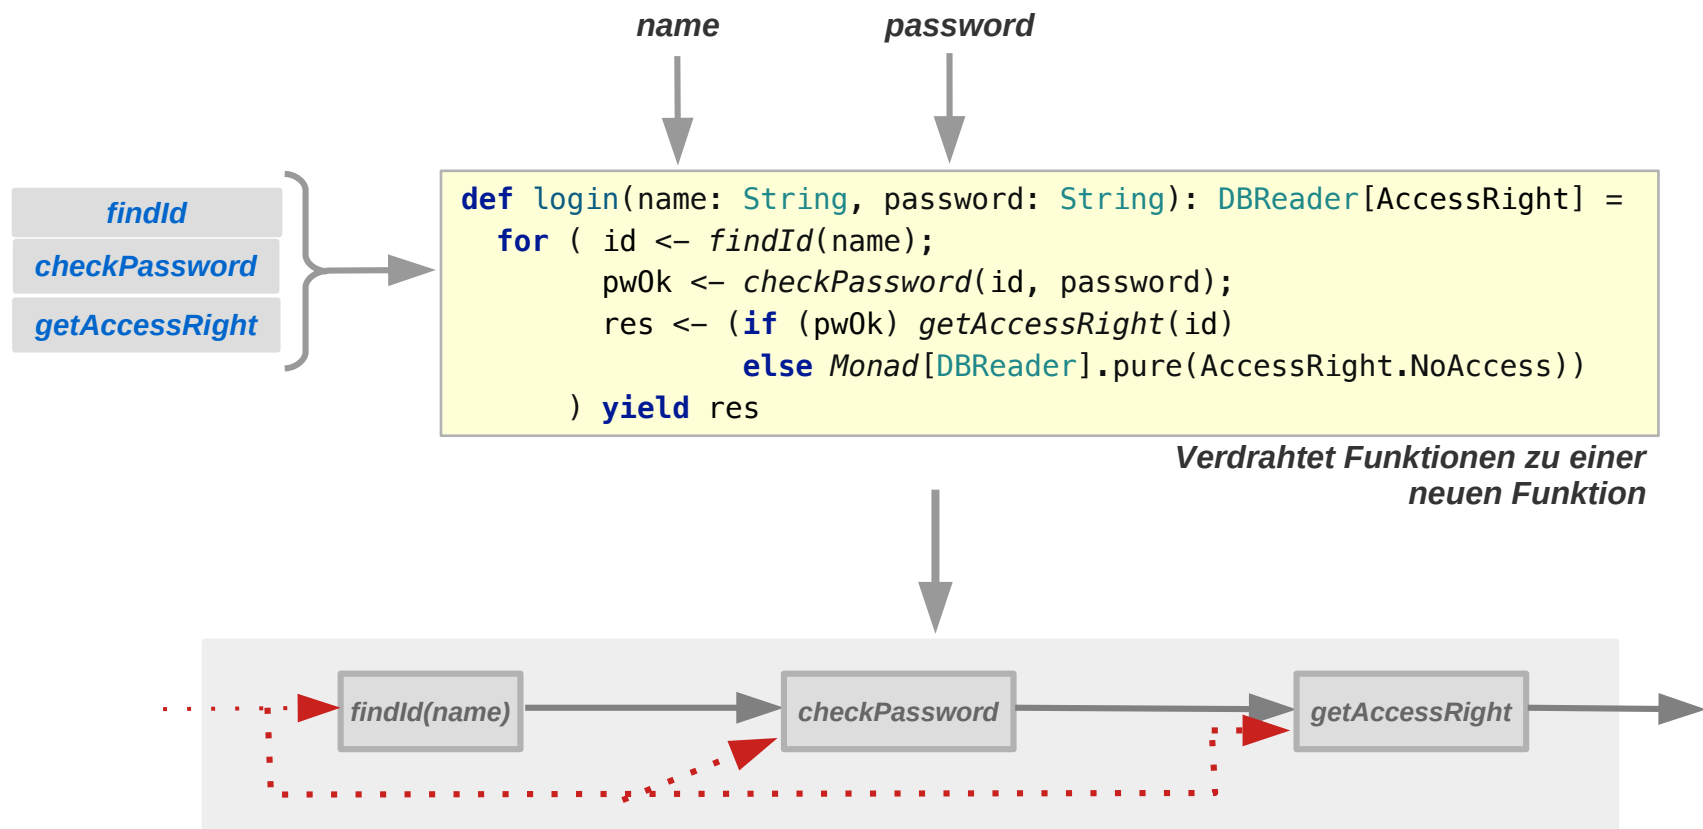 name
password
findId
checkPassword
getAccessRight
def login(name: String, password: String): DBReader[AccessRight] =
for ( id <– findId(name);
pwOk <– checkPassword(id, password);
res <– (if (pwOk) getAccessRight(id)
else Monad[DBReader].pure(AccessRight.NoAccess))
) yield res
Verdrahtet Funktionen zu einer
neuen Funktion
findId(name)
checkPassword
getAccessRight